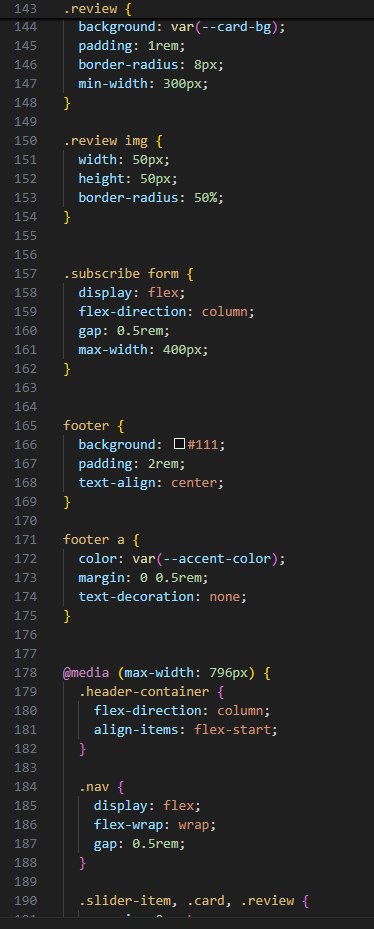 143 .review {
144 background: var(--card-bg);
145 padding: 1rem;
146 border-radius: 8px;
147 min-width: 300px;
148 }
149
150 .review img {
151 width: 50px;
152 height: 50px;
153 border-radius: 50%;
154 }
155
156
157 .subscribe form {
158 display: flex;
159 flex-direction: column;
160 gap: 0.5rem;
161 max-width: 400px;
162 }
163
164
165 footer {
166 background: #111;
167 padding: 2rem;
168 text-align: center;
169 }
170
171 footer a {
172 color: var(--accent-color);
173 margin: 0 0.5rem;
174 text-decoration: none;
175 }
176
177
178 @media (max-width: 796px) {
179 .header-container {
180 flex-direction: column;
181 align-items: flex-start;
182 }
183
184 .nav {
185 display: flex;
186 flex-wrap: wrap;
187 gap: 0.5rem;
188 }
189
190 .slider-item, .card, .review {